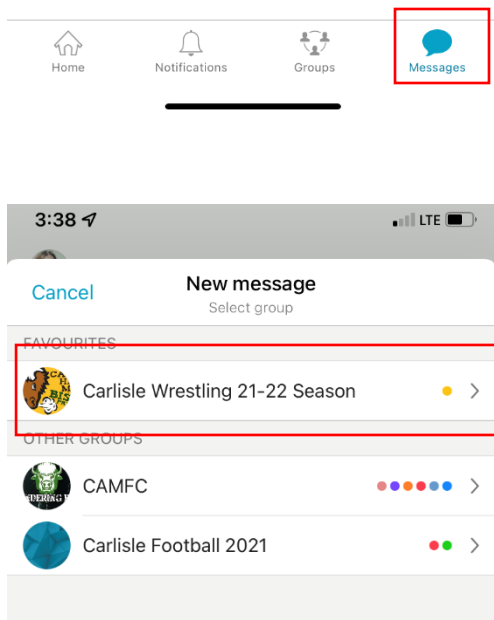 Home Notifications Groups Messages
3:38 LTE
Cancel New message
Select group
FAVOURITES
Carlisle Wrestling 21-22 Season
OTHER GROUPS
CAMFC
Carlisle Football 2021